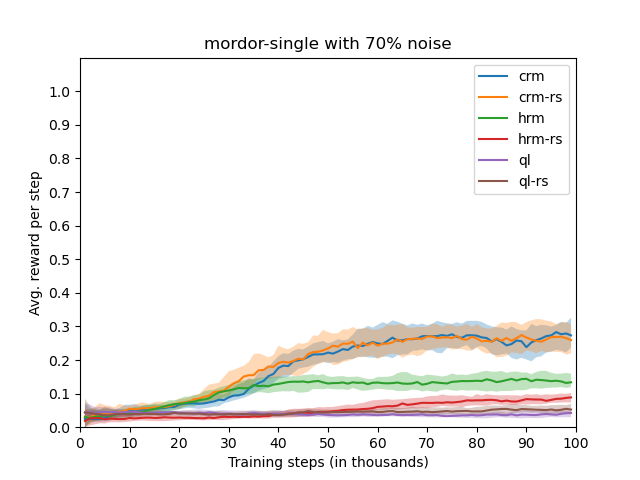 mordor-single with 70% noise
Avg. reward per step
1.0
0.9
0.8
0.7
0.6
0.5
0.4
0.3
0.2
0.1
0.0
crm
crm-rs
hrm
hrm-rs
ql
ql-rs
0 10 20 30 40 50 60 70 80 90 100
Training steps (in thousands)